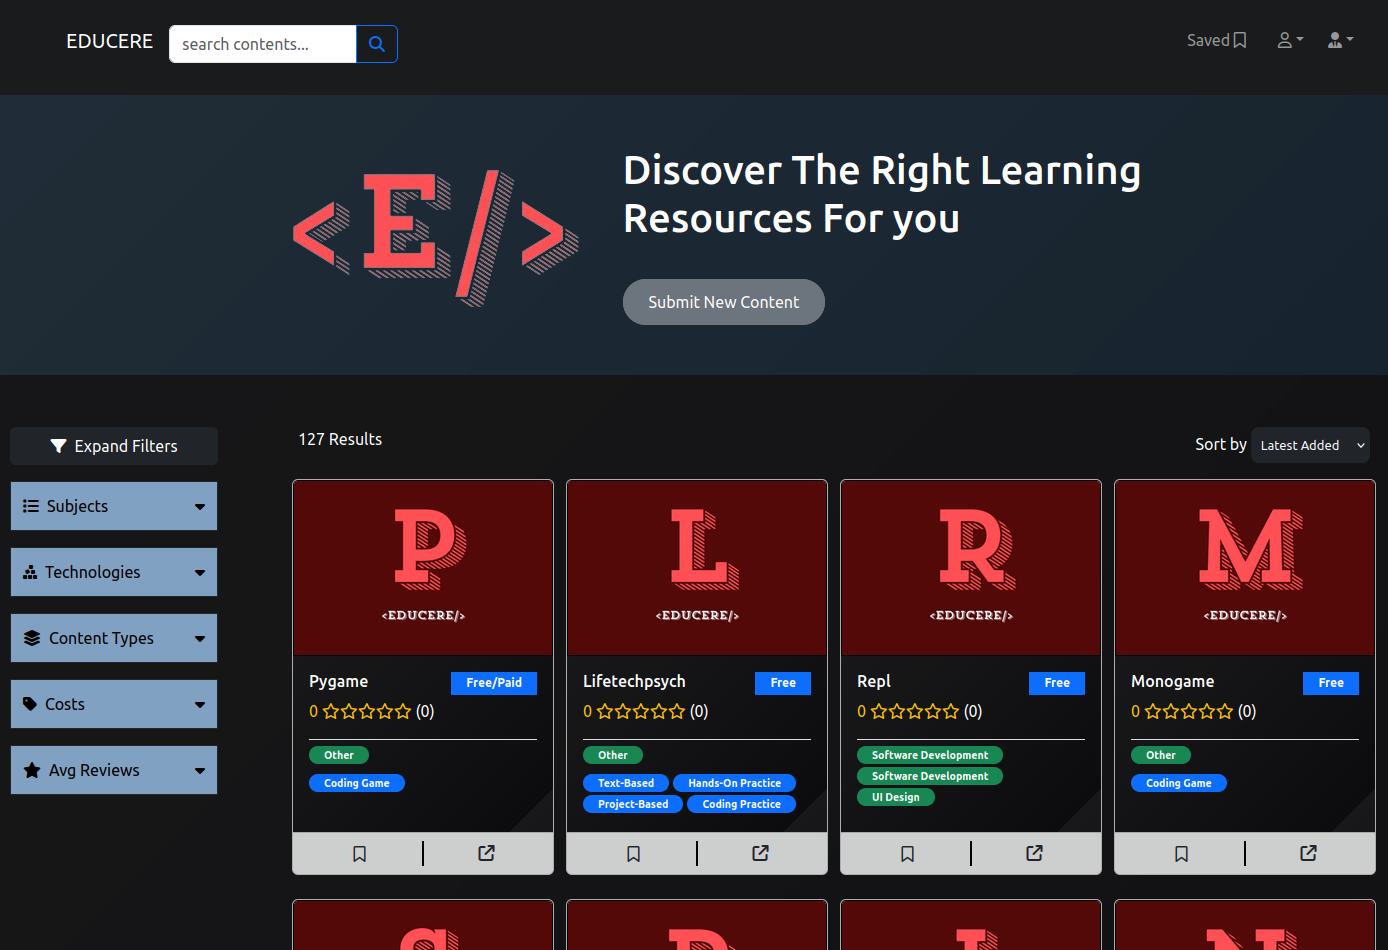 EDUCERE
search contents...
Saved
<E/>
Discover The Right Learning
Resources For you
Submit New Content
Expand Filters
127 Results
Sort by
Latest Added
Subjects
Technologies
Content Types
Costs
Avg Reviews
P
<EDUCERE/>
Pygame
Free/Paid
0
(0)
Other
Coding Game
L
<EDUCERE/>
Lifetechpsych
Free
0
(0)
Other
Text-Based
Hands-On Practice
Project-Based
Coding Practice
R
<EDUCERE/>
Repl
Free
0
(0)
Software Development
Software Development
UI Design
M
<EDUCERE/>
Monogame
Free
0
(0)
Other
Coding Game